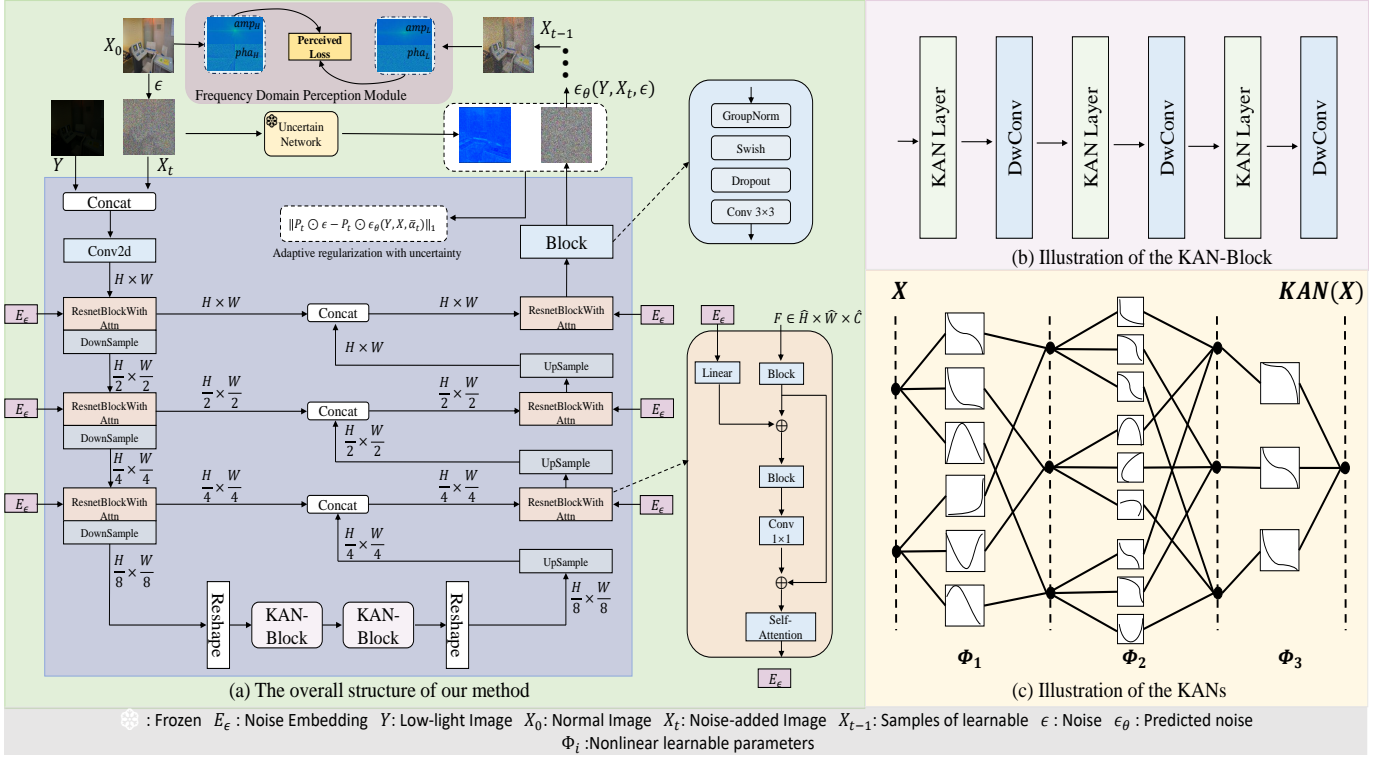 X_0
amp_H
pha_H
Perceived
Loss
amp_L
pha_L
X_{t-1}
Frequency Domain Perception Module
ϵ
ϵ_θ(Y, X_t, ϵ)
Uncertain
Network
Y
X_t
Concat
Conv2d
‖P_t ⊙ ϵ − P_t ⊙ ϵ_θ(Y, X, ᾱ_t)‖_1
Adaptive regularization with uncertainty
Block
GroupNorm
Swish
Dropout
Conv 3×3
H × W
E_ϵ
ResnetBlockWith
Attn
DownSample
H × W
Concat
H × W
H × W
ResnetBlockWith
Attn
E_ϵ
UpSample
H/2 × W/2
E_ϵ
ResnetBlockWith
Attn
DownSample
H/2 × W/2
Concat
H/2 × W/2
H/2 × W/2
ResnetBlockWith
Attn
E_ϵ
UpSample
H/4 × W/4
E_ϵ
ResnetBlockWith
Attn
DownSample
H/4 × W/4
Concat
H/4 × W/4
H/4 × W/4
ResnetBlockWith
Attn
E_ϵ
UpSample
H/8 × W/8
Reshape
KAN-
Block
KAN-
Block
Reshape
H/8 × W/8
E_ϵ
F ∈ Ĥ × Ŵ × Ĉ
Linear
Block
Block
Conv
1×1
Self-
Attention
E_ϵ
(a) The overall structure of our method
KAN Layer
DwConv
KAN Layer
DwConv
KAN Layer
DwConv
(b) Illustration of the KAN-Block
X
KAN(X)
Φ_1
Φ_2
Φ_3
(c) Illustration of the KANs
: Frozen E_ϵ : Noise Embedding Y: Low-light Image X_0: Normal Image X_t: Noise-added Image X_{t-1}: Samples of learnable ϵ : Noise ϵ_θ : Predicted noise
Φ_i :Nonlinear learnable parameters